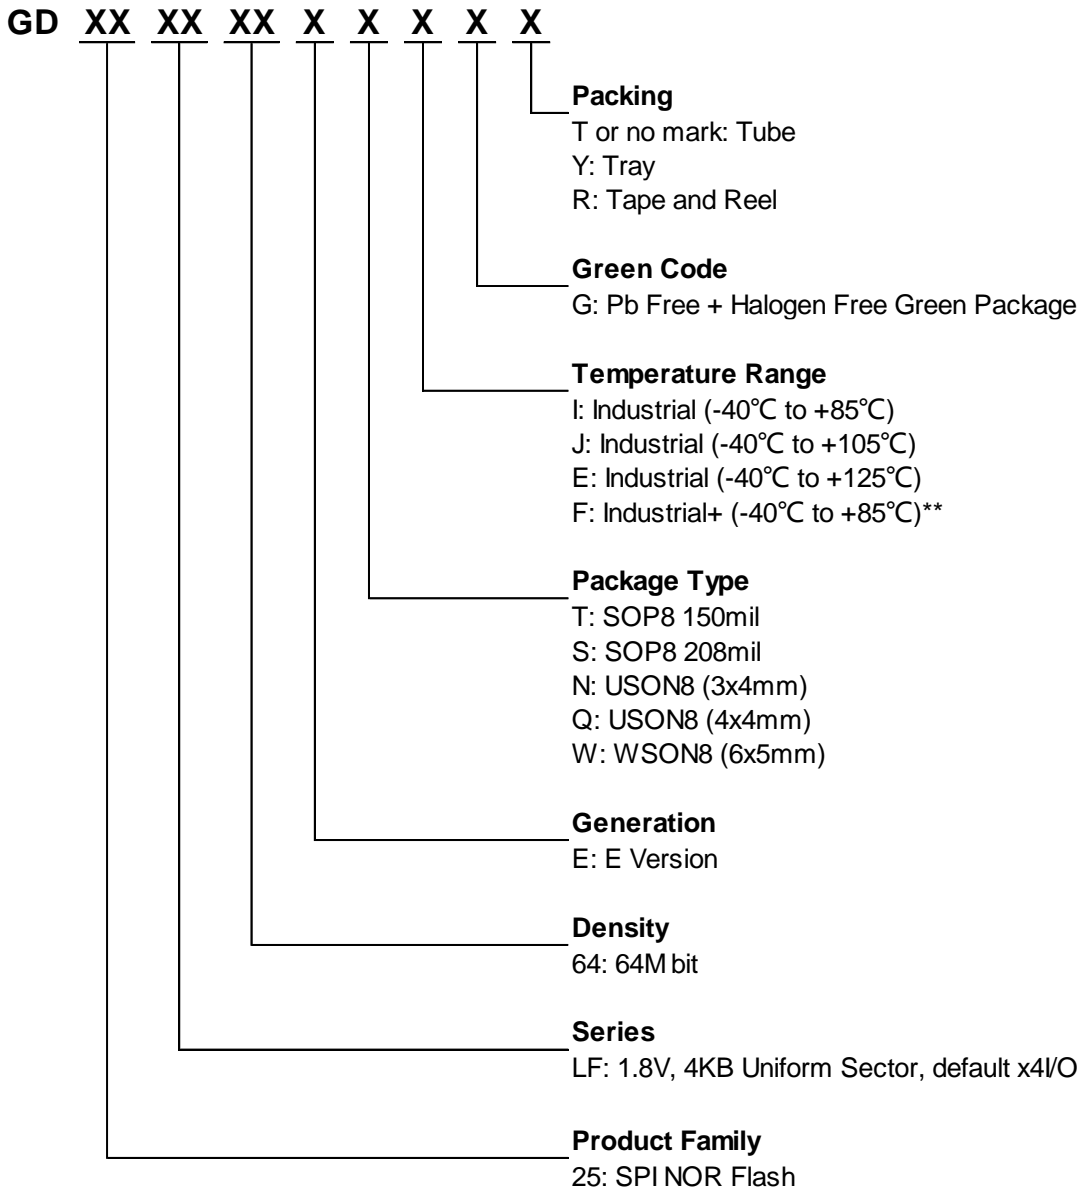 GD XX XX XX X X X X X
Packing
T or no mark: Tube
Y: Tray
R: Tape and Reel
Green Code
G: Pb Free + Halogen Free Green Package
Temperature Range
I: Industrial (-40℃ to +85℃)
J: Industrial (-40℃ to +105℃)
E: Industrial (-40℃ to +125℃)
F: Industrial+ (-40℃ to +85℃)**
Package Type
T: SOP8 150mil
S: SOP8 208mil
N: USON8 (3x4mm)
Q: USON8 (4x4mm)
W: WSON8 (6x5mm)
Generation
E: E Version
Density
64: 64M bit
Series
LF: 1.8V, 4KB Uniform Sector, default x4I/O
Product Family
25: SPI NOR Flash